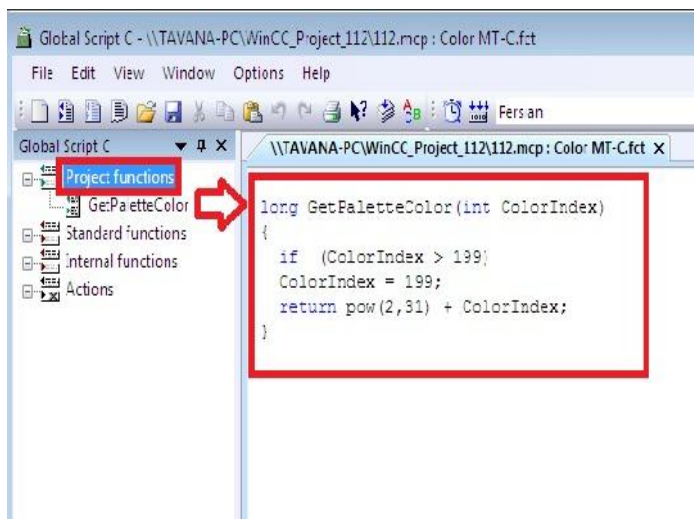 Global Script C - \\TAVANA-PC\WinCC_Project_112\112.mcp : Color MT-C.fct
File Edit View Window Options Help
Fersian
Global Script C
\\TAVANA-PC\WinCC_Project_112\112.mcp : Color MT-C.fct X
Project functions
GetPaletteColor
Standard functions
Internal functions
Actions
long GetPaletteColor(int ColorIndex)
{
if (ColorIndex > 199)
ColorIndex = 199;
return pow(2,31) + ColorIndex;
}